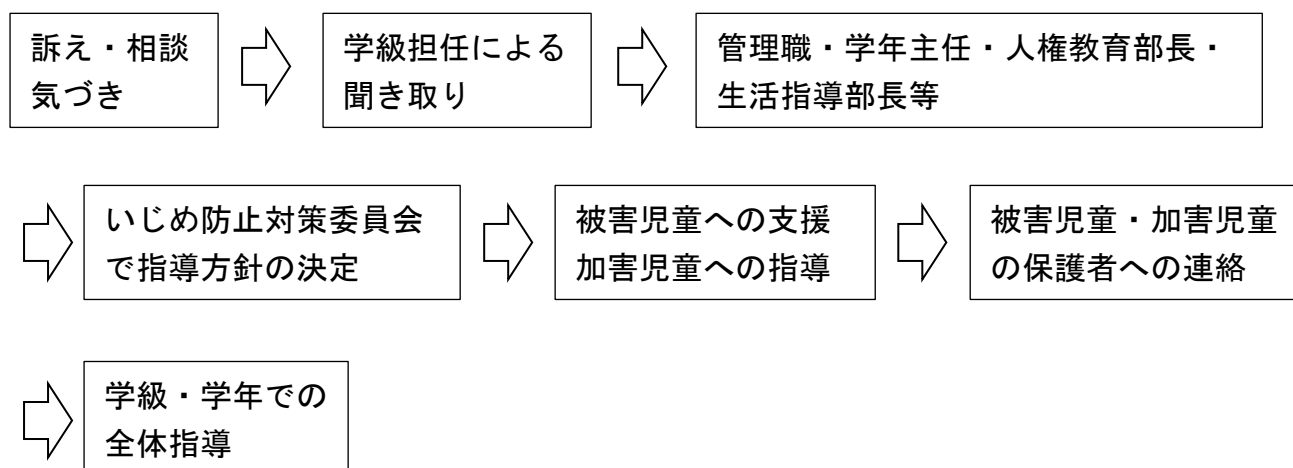 訴え・相談
気づき
学級担任による
聞き取り
管理職・学年主任・人権教育部長・
生活指導部長等
いじめ防止対策委員会
で指導方針の決定
被害児童への支援
加害児童への指導
被害児童・加害児童
の保護者への連絡
学級・学年での
全体指導